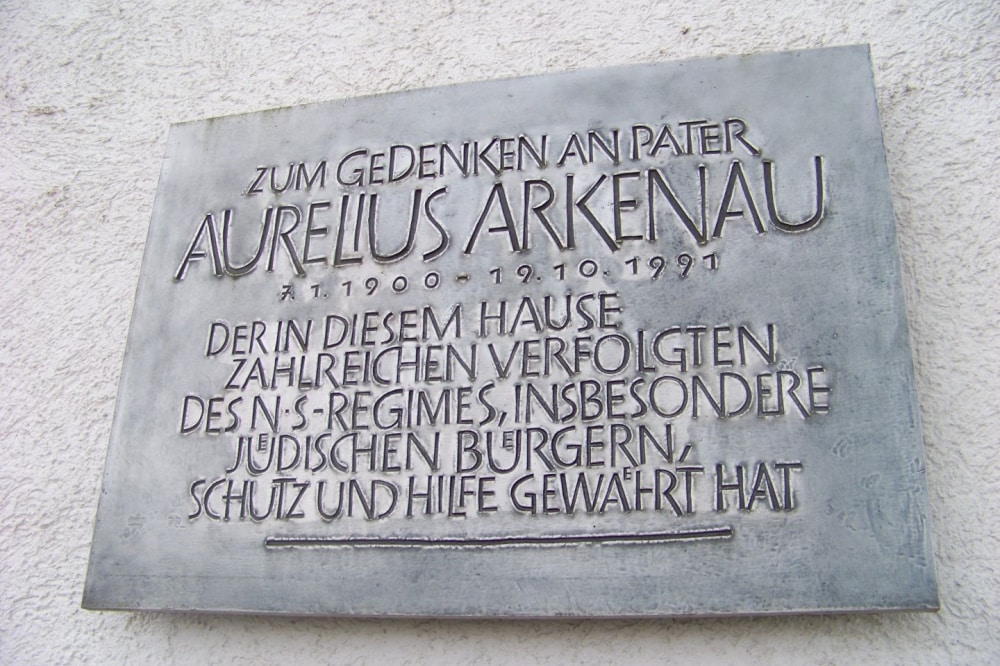 ZUM GEDENKEN AN PATER
AURELIUS ARKENAU
7.1.1900 - 19.10.1991
DER IN DIESEM HAUSE
ZAHLREICHEN VERFOLGTEN
DES N·S-REGIMES, INSBESONDERE
JÜDISCHEN BÜRGERN,
SCHUTZ UND HILFE GEWÄHRT HAT